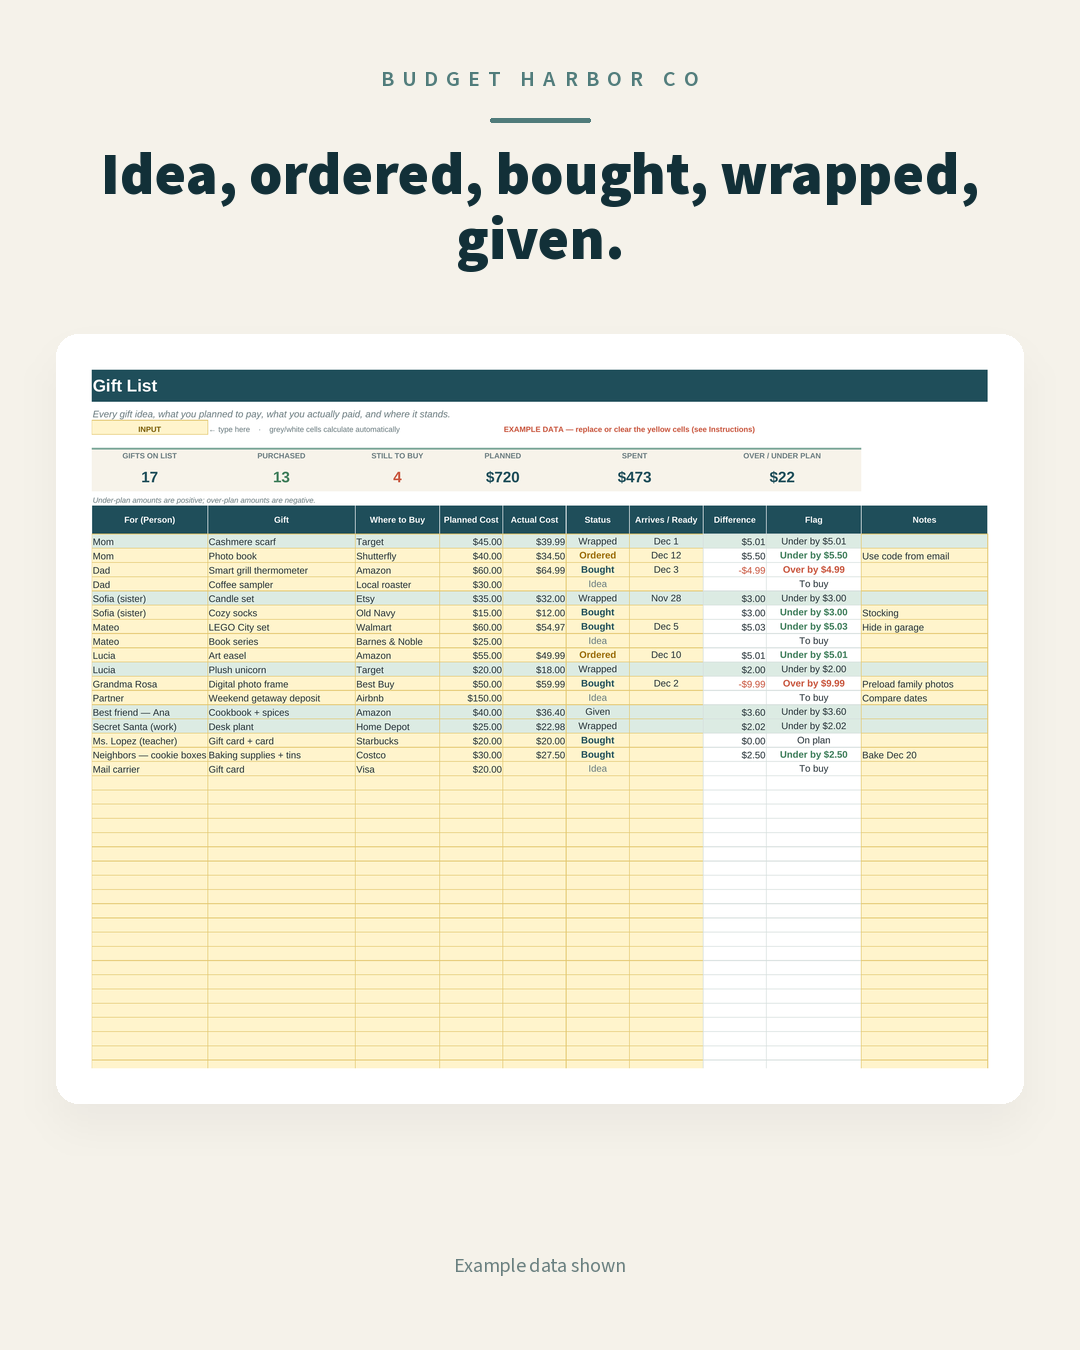 BUDGET HARBOR CO
Idea, ordered, bought, wrapped,
given.
Gift List
Every gift idea, what you planned to pay, what you actually paid, and where it stands.
INPUT ← type here · grey/white cells calculate automatically EXAMPLE DATA — replace or clear the yellow cells (see Instructions)
GIFTS ON LIST PURCHASED STILL TO BUY PLANNED SPENT OVER / UNDER PLAN
17 13 4 $720 $473 $22
Under-plan amounts are positive; over-plan amounts are negative.
For (Person) Gift Where to Buy Planned Cost Actual Cost Status Arrives / Ready Difference Flag Notes
Mom Cashmere scarf Target $45.00 $39.99 Wrapped Dec 1 $5.01 Under by $5.01
Mom Photo book Shutterfly $40.00 $34.50 Ordered Dec 12 $5.50 Under by $5.50 Use code from email
Dad Smart grill thermometer Amazon $60.00 $64.99 Bought Dec 3 -$4.99 Over by $4.99
Dad Coffee sampler Local roaster $30.00 Idea To buy
Sofia (sister) Candle set Etsy $35.00 $32.00 Wrapped Nov 28 $3.00 Under by $3.00
Sofia (sister) Cozy socks Old Navy $15.00 $12.00 Bought $3.00 Under by $3.00 Stocking
Mateo LEGO City set Walmart $60.00 $54.97 Bought Dec 5 $5.03 Under by $5.03 Hide in garage
Mateo Book series Barnes & Noble $25.00 Idea To buy
Lucia Art easel Amazon $55.00 $49.99 Ordered Dec 10 $5.01 Under by $5.01
Lucia Plush unicorn Target $20.00 $18.00 Wrapped $2.00 Under by $2.00
Grandma Rosa Digital photo frame Best Buy $50.00 $59.99 Bought Dec 2 -$9.99 Over by $9.99 Preload family photos
Partner Weekend getaway deposit Airbnb $150.00 Idea To buy Compare dates
Best friend — Ana Cookbook + spices Amazon $40.00 $36.40 Given $3.60 Under by $3.60
Secret Santa (work) Desk plant Home Depot $25.00 $22.98 Wrapped $2.02 Under by $2.02
Ms. Lopez (teacher) Gift card + card Starbucks $20.00 $20.00 Bought $0.00 On plan
Neighbors — cookie boxes Baking supplies + tins Costco $30.00 $27.50 Bought $2.50 Under by $2.50 Bake Dec 20
Mail carrier Gift card Visa $20.00 Idea To buy
Example data shown